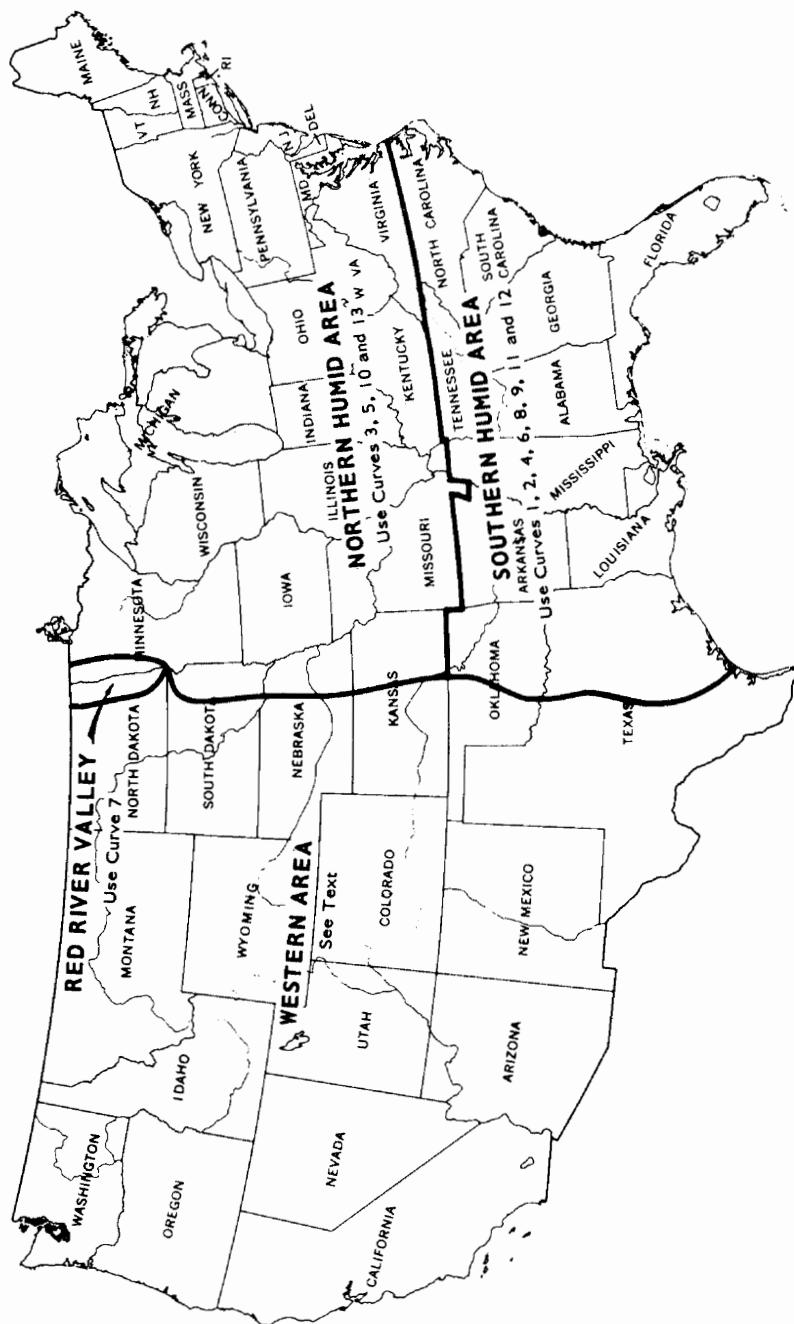 RED RIVER VALLEY
Use Curve 7
WESTERN AREA
See Text
NORTHERN HUMID AREA
Use Curves 3, 5, 10 and 13
SOUTHERN HUMID AREA
Use Curves 1, 2, 4, 6, 8, 9, 11 and 12
WASHINGTON
OREGON
CALIFORNIA
NEVADA
IDAHO
MONTANA
WYOMING
UTAH
COLORADO
ARIZONA
NEW MEXICO
NORTH DAKOTA
SOUTH DAKOTA
NEBRASKA
KANSAS
OKLAHOMA
TEXAS
MINNESOTA
IOWA
MISSOURI
ARKANSAS
LOUISIANA
WISCONSIN
ILLINOIS
MICHIGAN
INDIANA
OHIO
KENTUCKY
TENNESSEE
MISSISSIPPI
ALABAMA
GEORGIA
FLORIDA
SOUTH
CAROLINA
NORTH CAROLINA
VIRGINIA
W VA
MD
DEL
N J
PENNSYLVANIA
NEW YORK
CONN
RI
MASS
VT
NH
MAINE